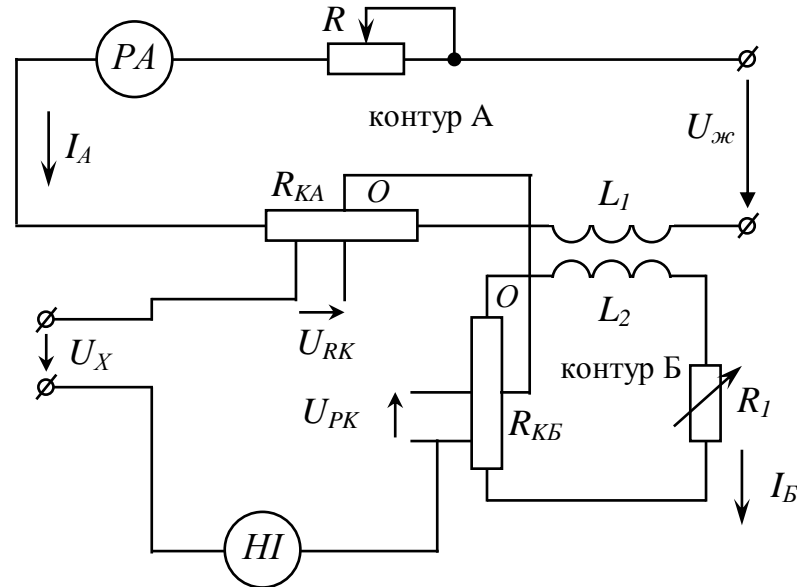 R
PA
контур А
I_A
U_ж
R_KA
O
L_1
O
L_2
U_RK
U_X
контур Б
U_PK
R_KБ
R_1
I_Б
HI